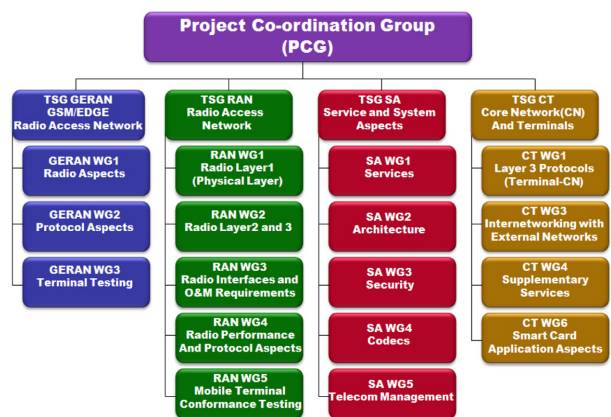 Project Co-ordination Group
(PCG)
TSG GERAN
GSM/EDGE
Radio Access Network
GERAN WG1
Radio Aspects
GERAN WG2
Protocol Aspects
GERAN WG3
Terminal Testing
TSG RAN
Radio Access
Network
RAN WG1
Radio Layer1
(Physical Layer)
RAN WG2
Radio Layer2 and 3
RAN WG3
Radio Interfaces and
O&M Requirements
RAN WG4
Radio Performance
And Protocol Aspects
RAN WG5
Mobile Terminal
Conformance Testing
TSG SA
Service and System
Aspects
SA WG1
Services
SA WG2
Architecture
SA WG3
Security
SA WG4
Codecs
SA WG5
Telecom Management
TSG CT
Core Network(CN)
And Terminals
CT WG1
Layer 3 Protocols
(Terminal-CN)
CT WG3
Internetworking with
External Networks
CT WG4
Supplementary
Services
CT WG6
Smart Card
Application Aspects